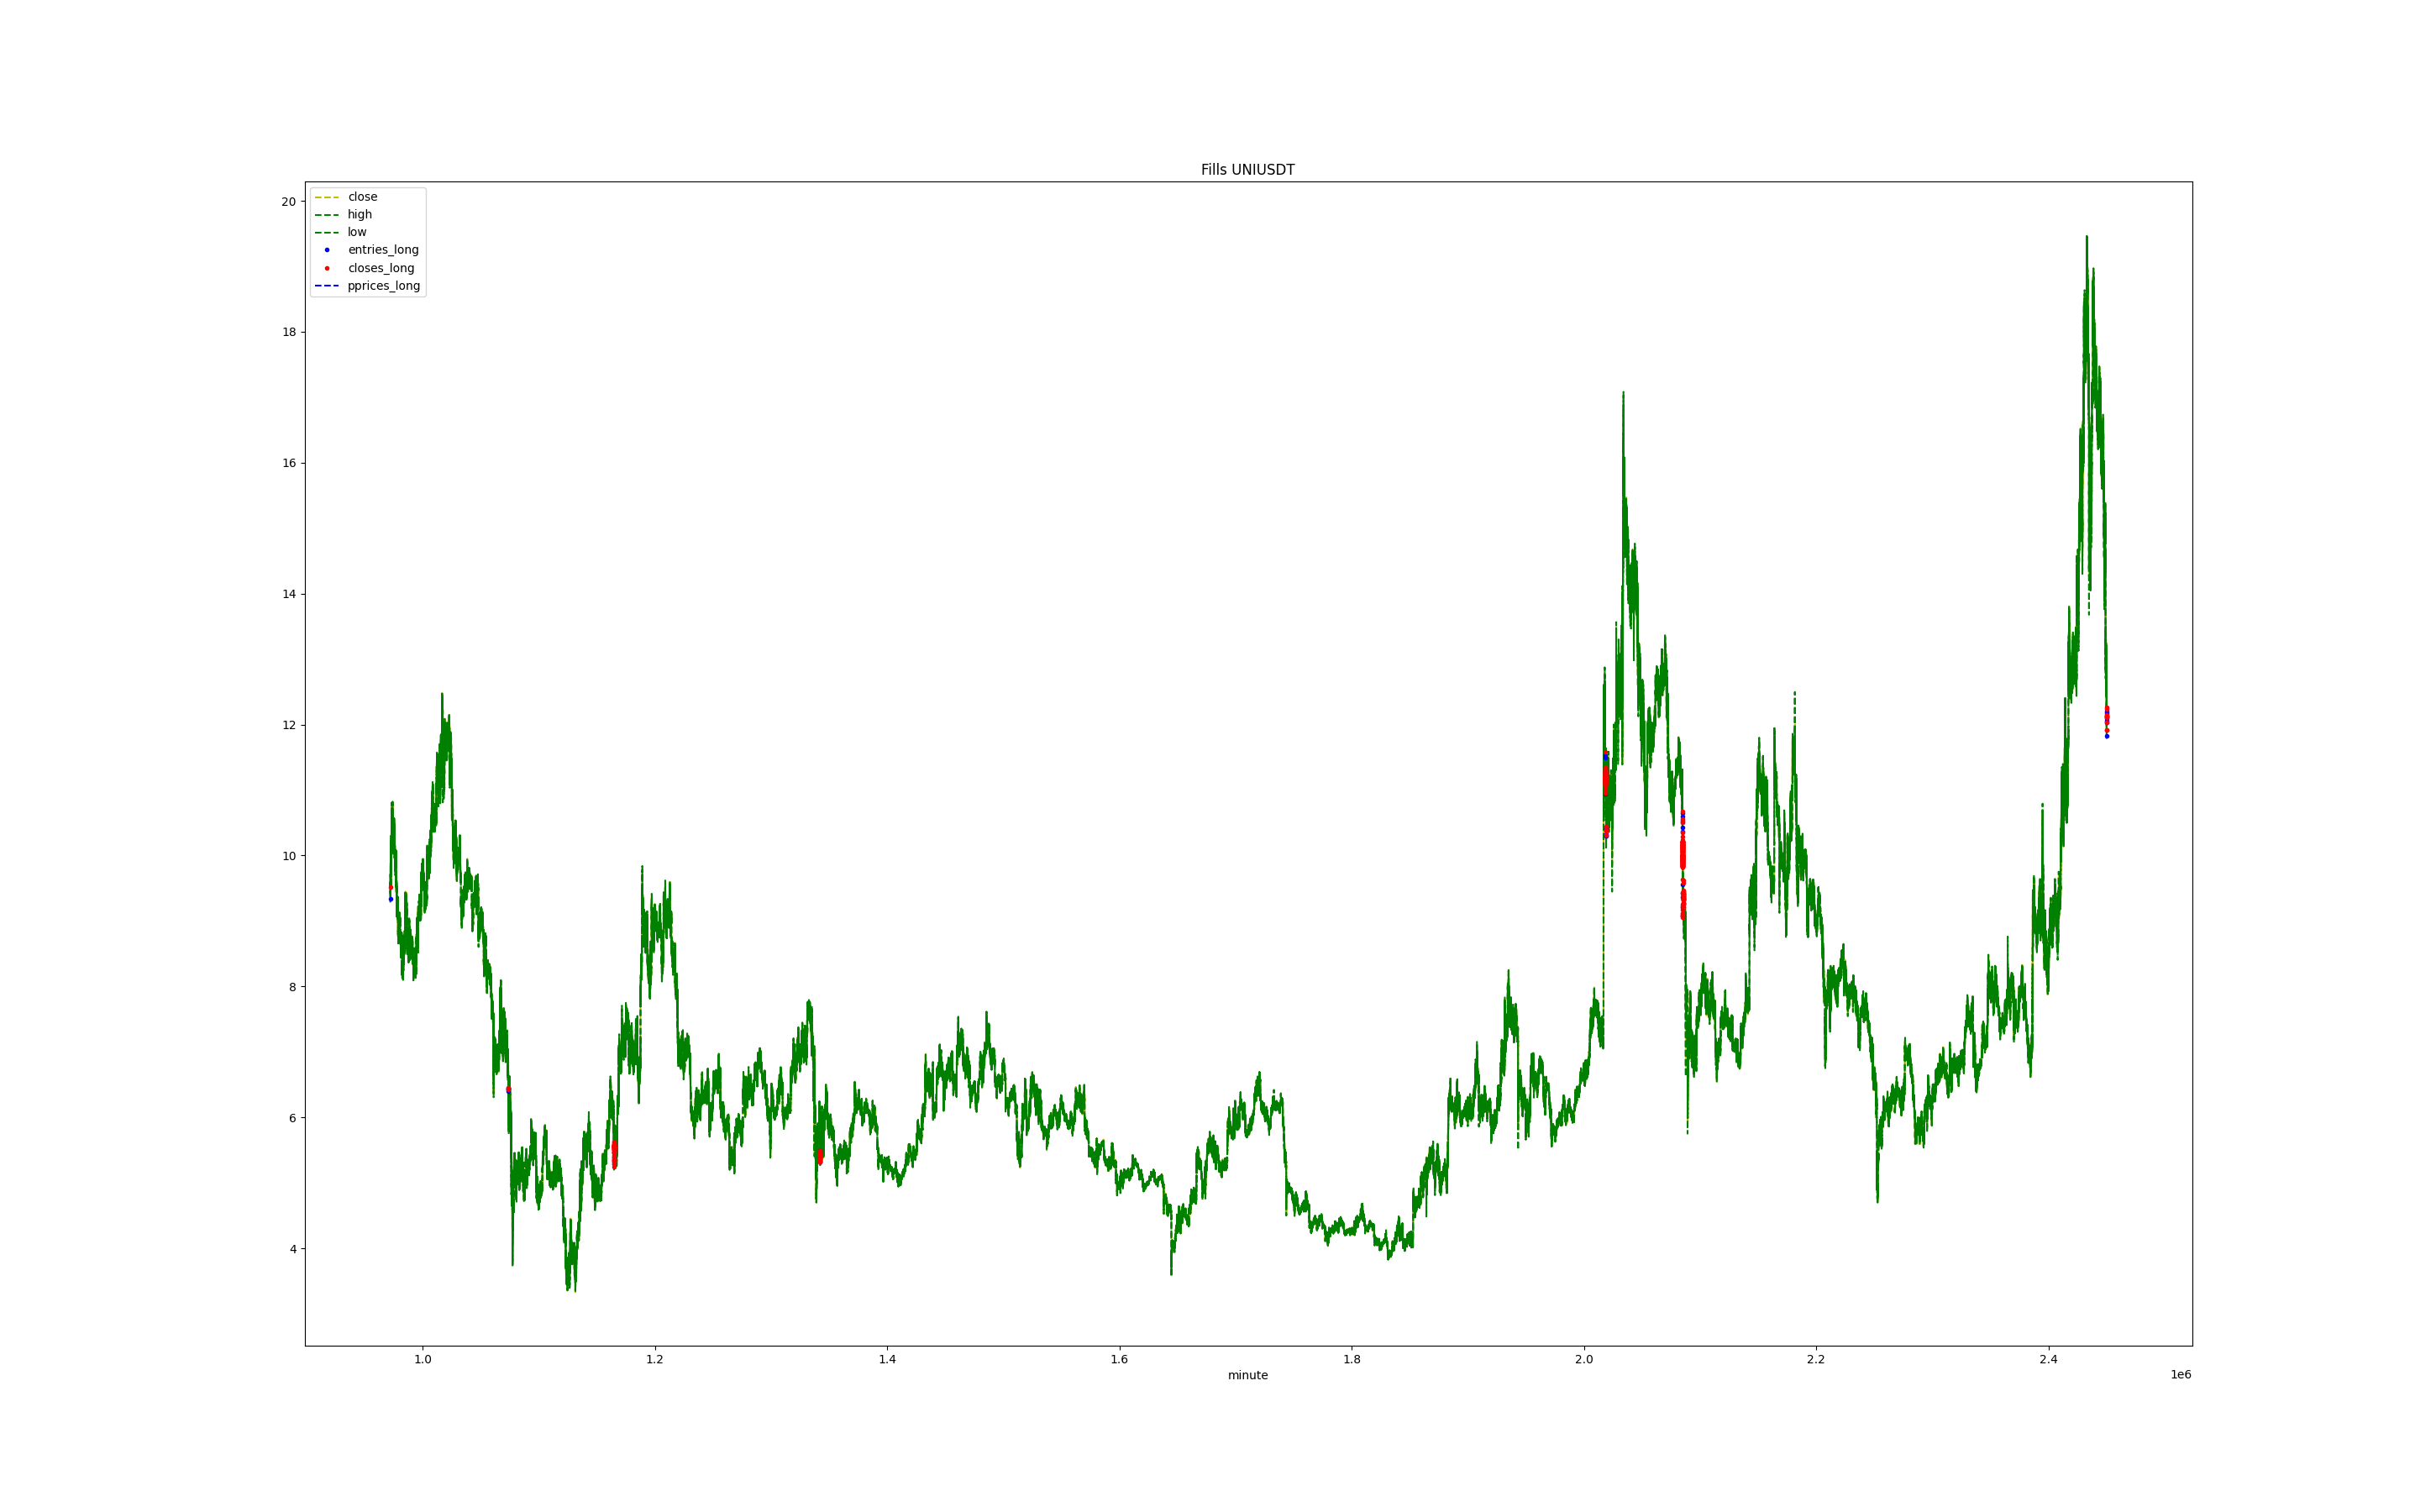 Fills UNIUSDT
close
high
low
entries_long
closes_long
pprices_long
20
18
16
14
12
10
8
6
4
1.0 1.2 1.4 1.6 1.8 2.0 2.2 2.4
minute
1e6